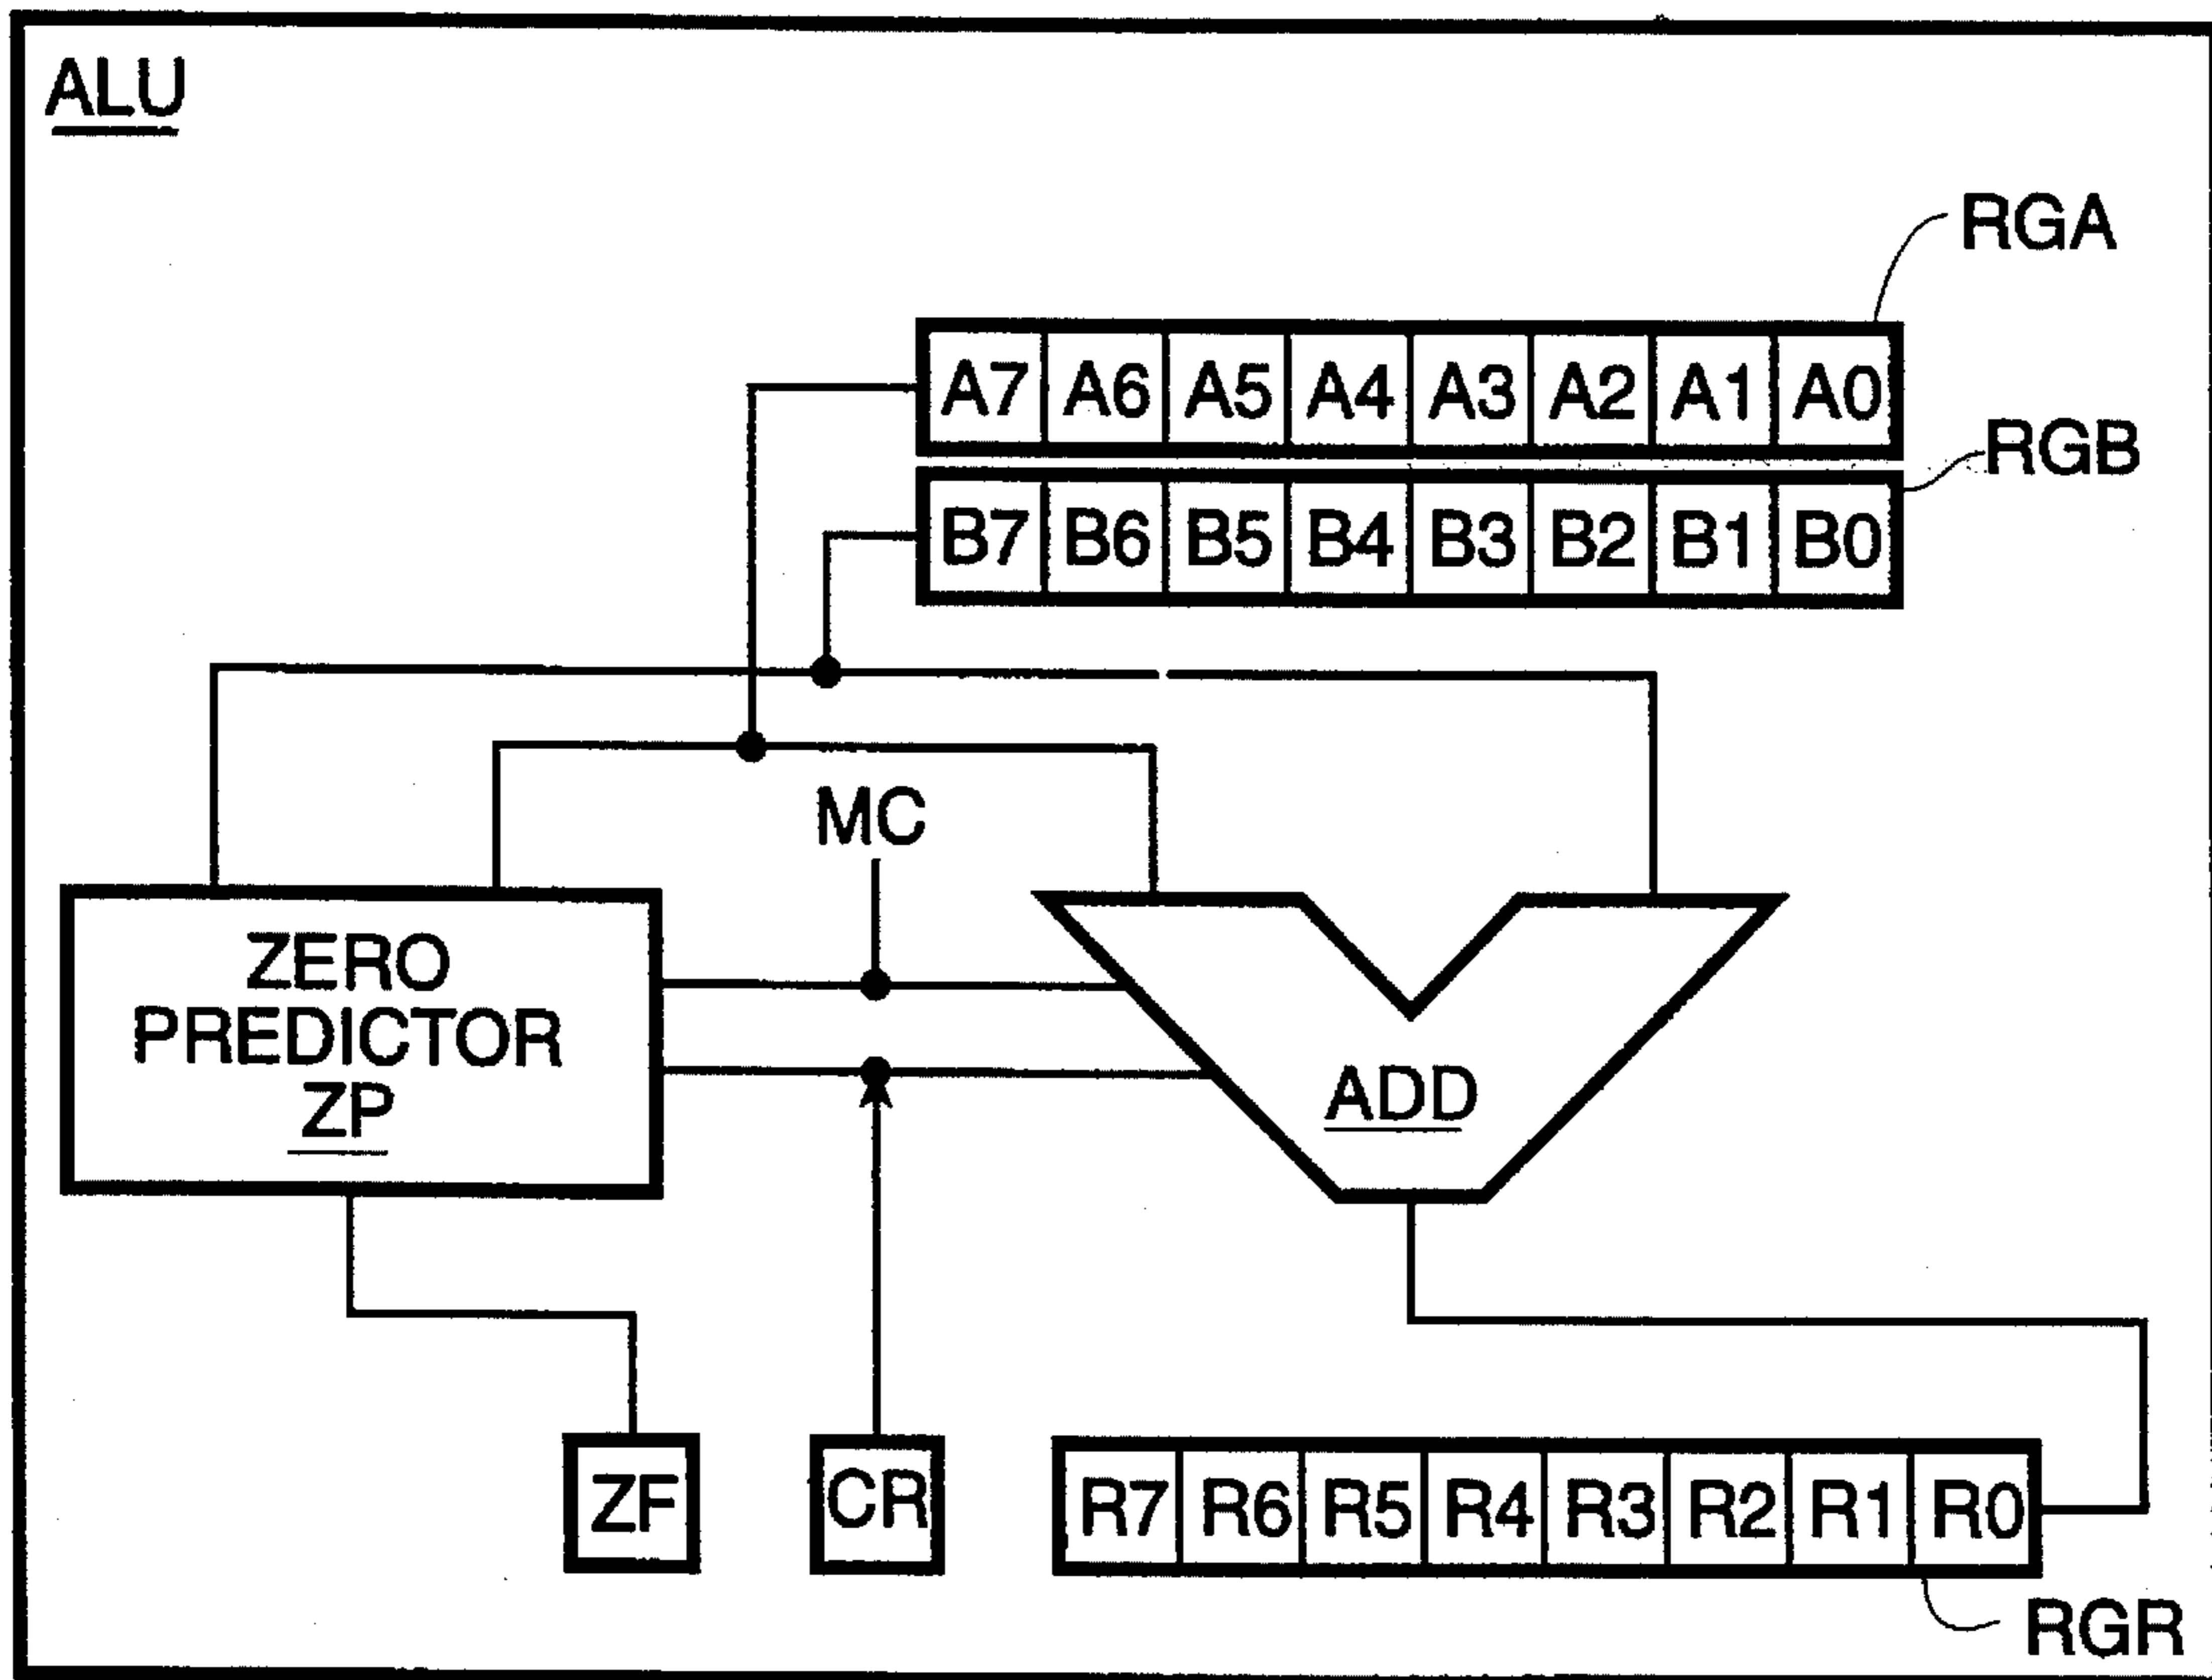 ALU
RGA
A7 A6 A5 A4 A3 A2 A1 A0
RGB
B7 B6 B5 B4 B3 B2 B1 B0
MC
ZERO
PREDICTOR
ZP
ADD
ZF
CR
R7 R6 R5 R4 R3 R2 R1 R0
RGR